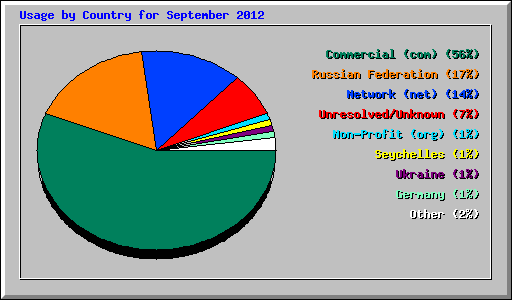 Usage by Country for September 2012
Commercial (com) (56%)
Russian Federation (17%)
Network (net) (14%)
Unresolved/Unknown (7%)
Non-Profit (org) (1%)
Seychelles (1%)
Ukraine (1%)
Germany (1%)
Other (2%)